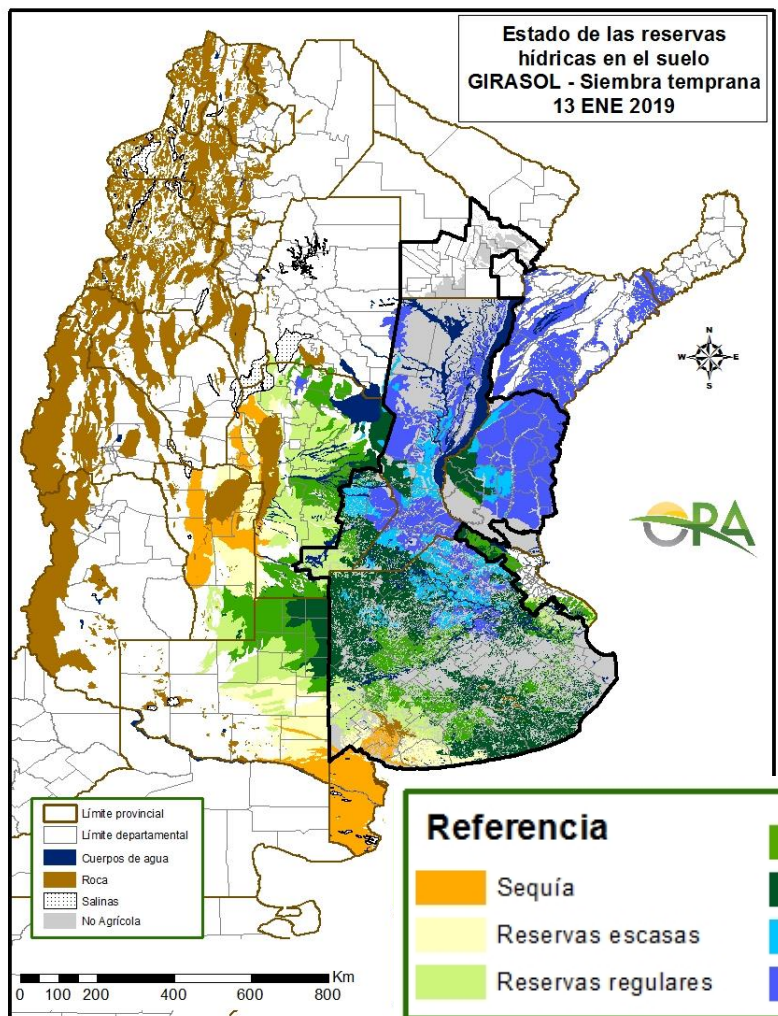 Estado de las reservas
hídricas en el suelo
GIRASOL - Siembra temprana
13 ENE 2019
N
W E
S
OPA
Límite provincial
Límite departamental
Cuerpos de agua
Roca
Salinas
No Agrícola
Referencia
Sequía
Reservas escasas
Reservas regulares
Km
0 100 200 400 600 800